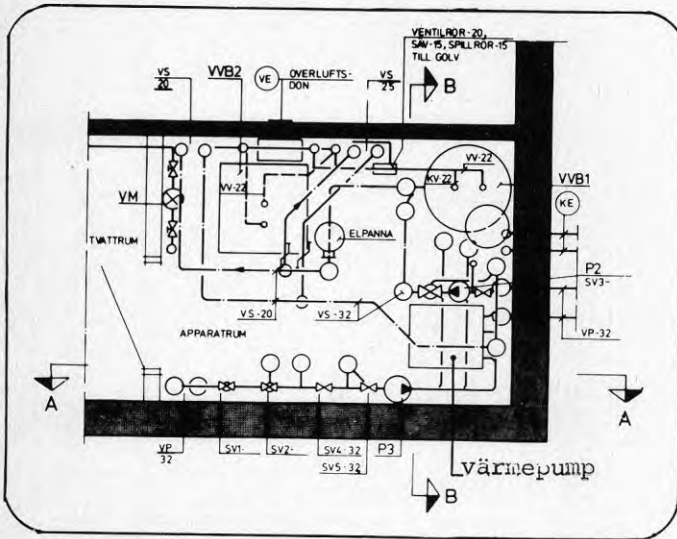 VENTILRÖR-20,
SÄV-15, SPILLRÖR-15
TILL GOLV
VS
20
VVB2
VE
ÖVERLUFTS-
DON
VS
25
B
VV-22
KV-22
VV-22
VVB1
VM
KE
TVÄTTRUM
ELPANNA
P2
SV3-
VS-20
VS-32
APPARATRUM
VP-32
A
A
VP
32
SV1-
SV2-
SV4-32
SV5-32
P3
värmepump
B